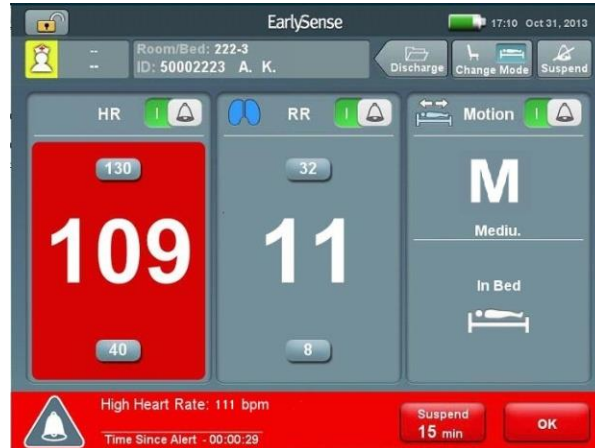 EarlySense
17:10 Oct 31, 2013
--
--
Room/Bed: 222-3
ID: 50002223 A. K.
Discharge
Change Mode
Suspend
HR
I
RR
I
Motion
I
130
109
40
32
11
8
M
Mediu.
In Bed
High Heart Rate: 111 bpm
Time Since Alert - 00:00:29
Suspend
15 min
OK